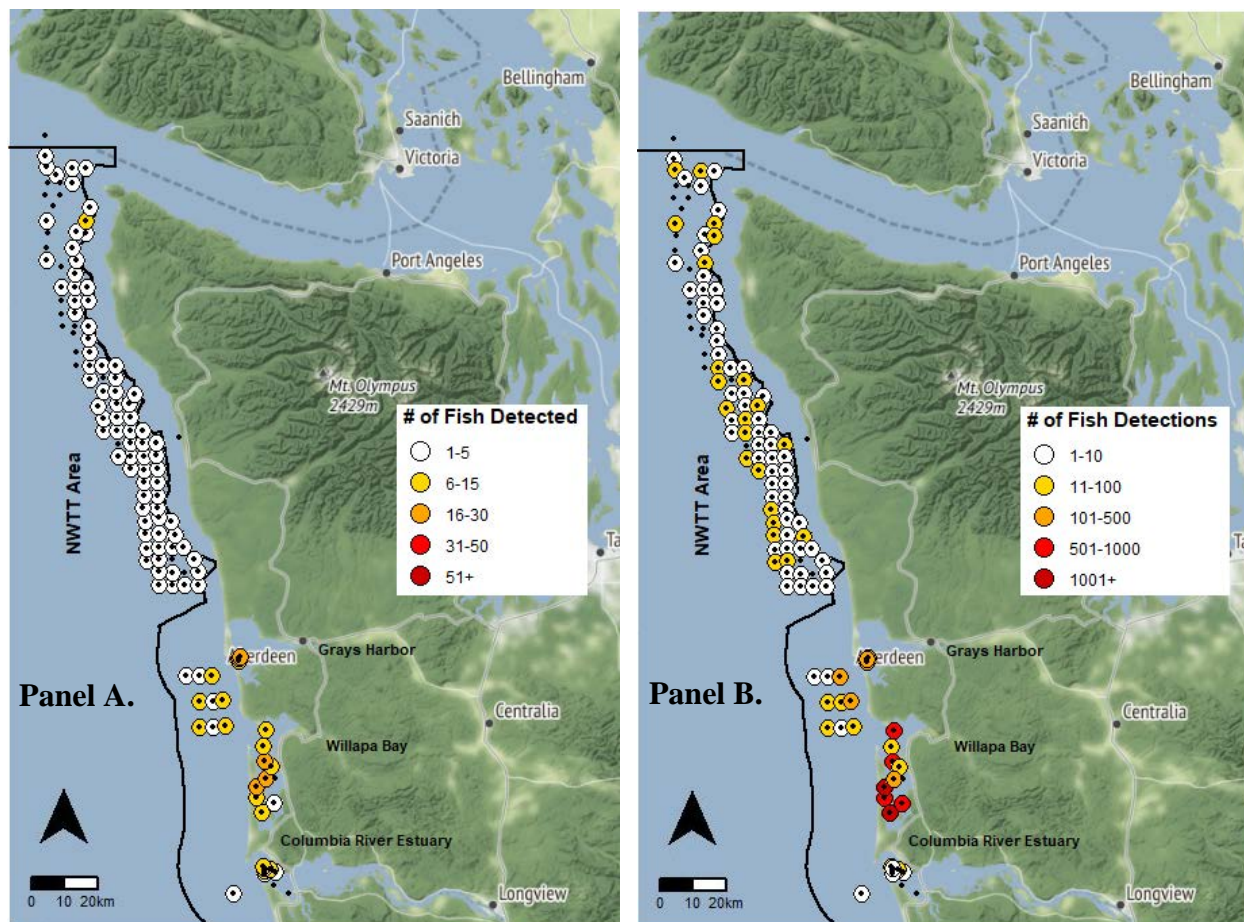 Bellingham
Saanich
Victoria
Port Angeles
Mt. Olympus
2429m
# of Fish Detected
1-5
6-15
16-30
31-50
51+
NWTT Area
Grays Harbor
Panel A.
Centralia
Willapa Bay
Columbia River Estuary
Longview
0 10 20km
Bellingham
Saanich
Victoria
Port Angeles
Mt. Olympus
2429m
# of Fish Detections
1-10
11-100
101-500
501-1000
1001+
NWTT Area
Grays Harbor
Panel B.
Centralia
Willapa Bay
Columbia River Estuary
Longview
0 10 20km